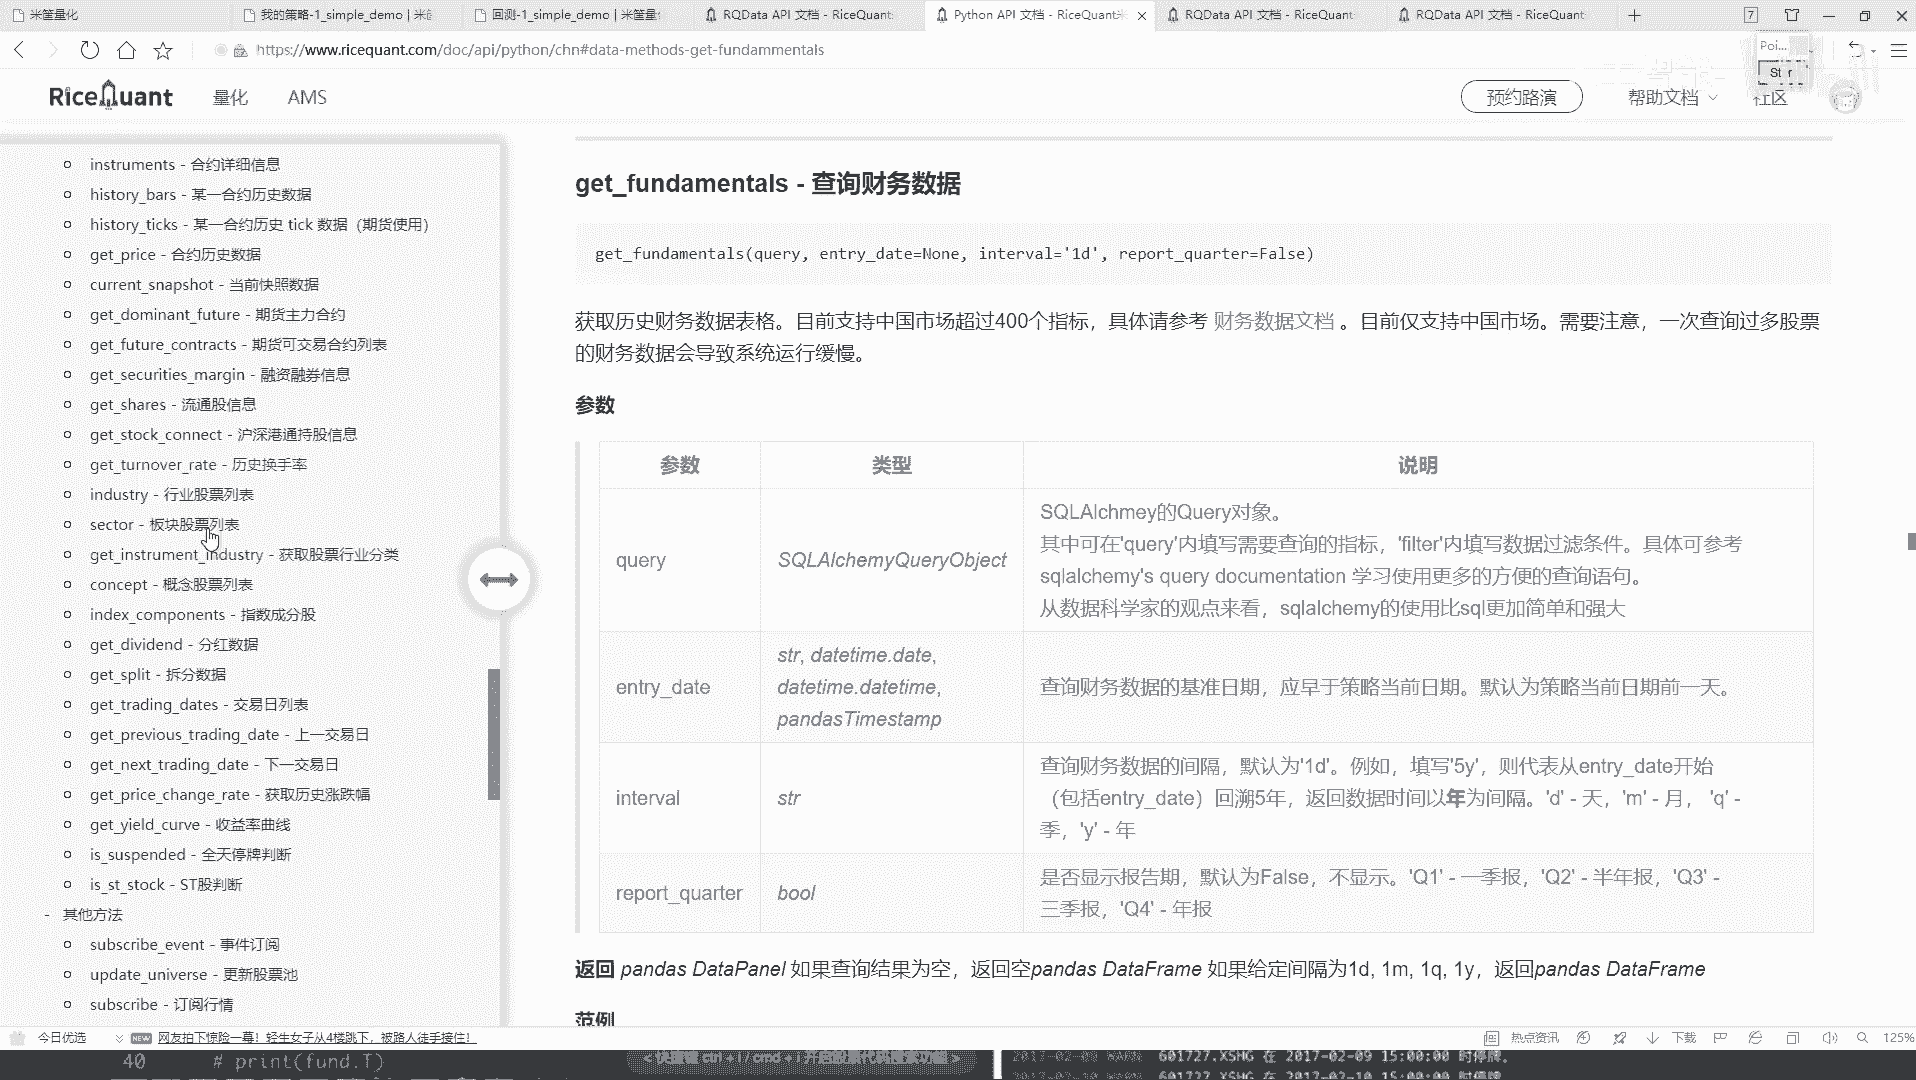 米筐量化
我的策略-1_simple_demo | 米筐
回测-1_simple_demo | 米筐量化
RQData API 文档 - RiceQuant
Python API 文档 - RiceQuant米
RQData API 文档 - RiceQuant
RQData API 文档 - RiceQuant
7
https://www.ricequant.com/doc/api/python/chn#data-methods-get-fundammentals
Poi...
RiceQuant
量化
AMS
预约路演
帮助文档
社区
instruments - 合约详细信息
history_bars - 某一合约历史数据
history_ticks - 某一合约历史 tick 数据（期货使用）
get_price - 合约历史数据
current_snapshot - 当前快照数据
get_dominant_future - 期货主力合约
get_future_contracts - 期货可交易合约列表
get_securities_margin - 融资融券信息
get_shares - 流通股信息
get_stock_connect - 沪深港通持股信息
get_turnover_rate - 历史换手率
industry - 行业股票列表
sector - 板块股票列表
get_instrument_industry - 获取股票行业分类
concept - 概念股票列表
index_components - 指数成分股
get_dividend - 分红数据
get_split - 拆分数据
get_trading_dates - 交易日列表
get_previous_trading_date - 上一交易日
get_next_trading_date - 下一交易日
get_price_change_rate - 获取历史涨跌幅
get_yield_curve - 收益率曲线
is_suspended - 全天停牌判断
is_st_stock - ST股判断
- 其他方法
subscribe_event - 事件订阅
update_universe - 更新股票池
subscribe - 订阅行情
get_fundamentals - 查询财务数据
get_fundamentals(query, entry_date=None, interval='1d', report_quarter=False)
获取历史财务数据表格。目前支持中国市场超过400个指标，具体请参考 财务数据文档 。目前仅支持中国市场。需要注意，一次查询过多股票
的财务数据会导致系统运行缓慢。
参数
参数 类型 说明
query SQLAlchemyQueryObject
SQLAlchmey的Query对象。
其中可在'query'内填写需要查询的指标，'filter'内填写数据过滤条件。具体可参考
sqlalchemy's query documentation 学习使用更多的方便的查询语句。
从数据科学家的观点来看，sqlalchemy的使用比sql更加简单和强大
entry_date
str, datetime.date,
datetime.datetime,
pandasTimestamp
查询财务数据的基准日期，应早于策略当前日期。默认为策略当前日期前一天。
interval str
查询财务数据的间隔，默认为'1d'。例如，填写'5y'，则代表从entry_date开始
（包括entry_date）回溯5年，返回数据时间以年为间隔。'd' - 天，'m' - 月， 'q' -
季，'y' - 年
report_quarter bool
是否显示报告期，默认为False，不显示。'Q1' - 一季报，'Q2' - 半年报，'Q3' -
三季报，'Q4' - 年报
返回 pandas DataPanel 如果查询结果为空，返回空pandas DataFrame 如果给定间隔为1d, 1m, 1q, 1y，返回pandas DataFrame
范例
今日优选
NEW
网友拍下惊险一幕！轻生女子从4楼跳下，被路人徒手接住！
热点资讯
下载
125%
40 # print(fund.T)
2017-02-09 WARN 601727.XSHG 在 2017-02-09 15:00:00 时停牌。
2017-02-10 WARN 601727.XSHG 在 2017-02-10 15:00:00 时停牌。